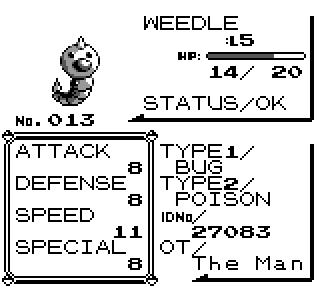 WEEDLE
:L5
HP:
14/ 20
STATUS/OK
No.013
ATTACK
8
DEFENSE
8
SPEED
11
SPECIAL
8
TYPE1/
BUG
TYPE2/
POISON
IDNo/
27083
OT/
The Man